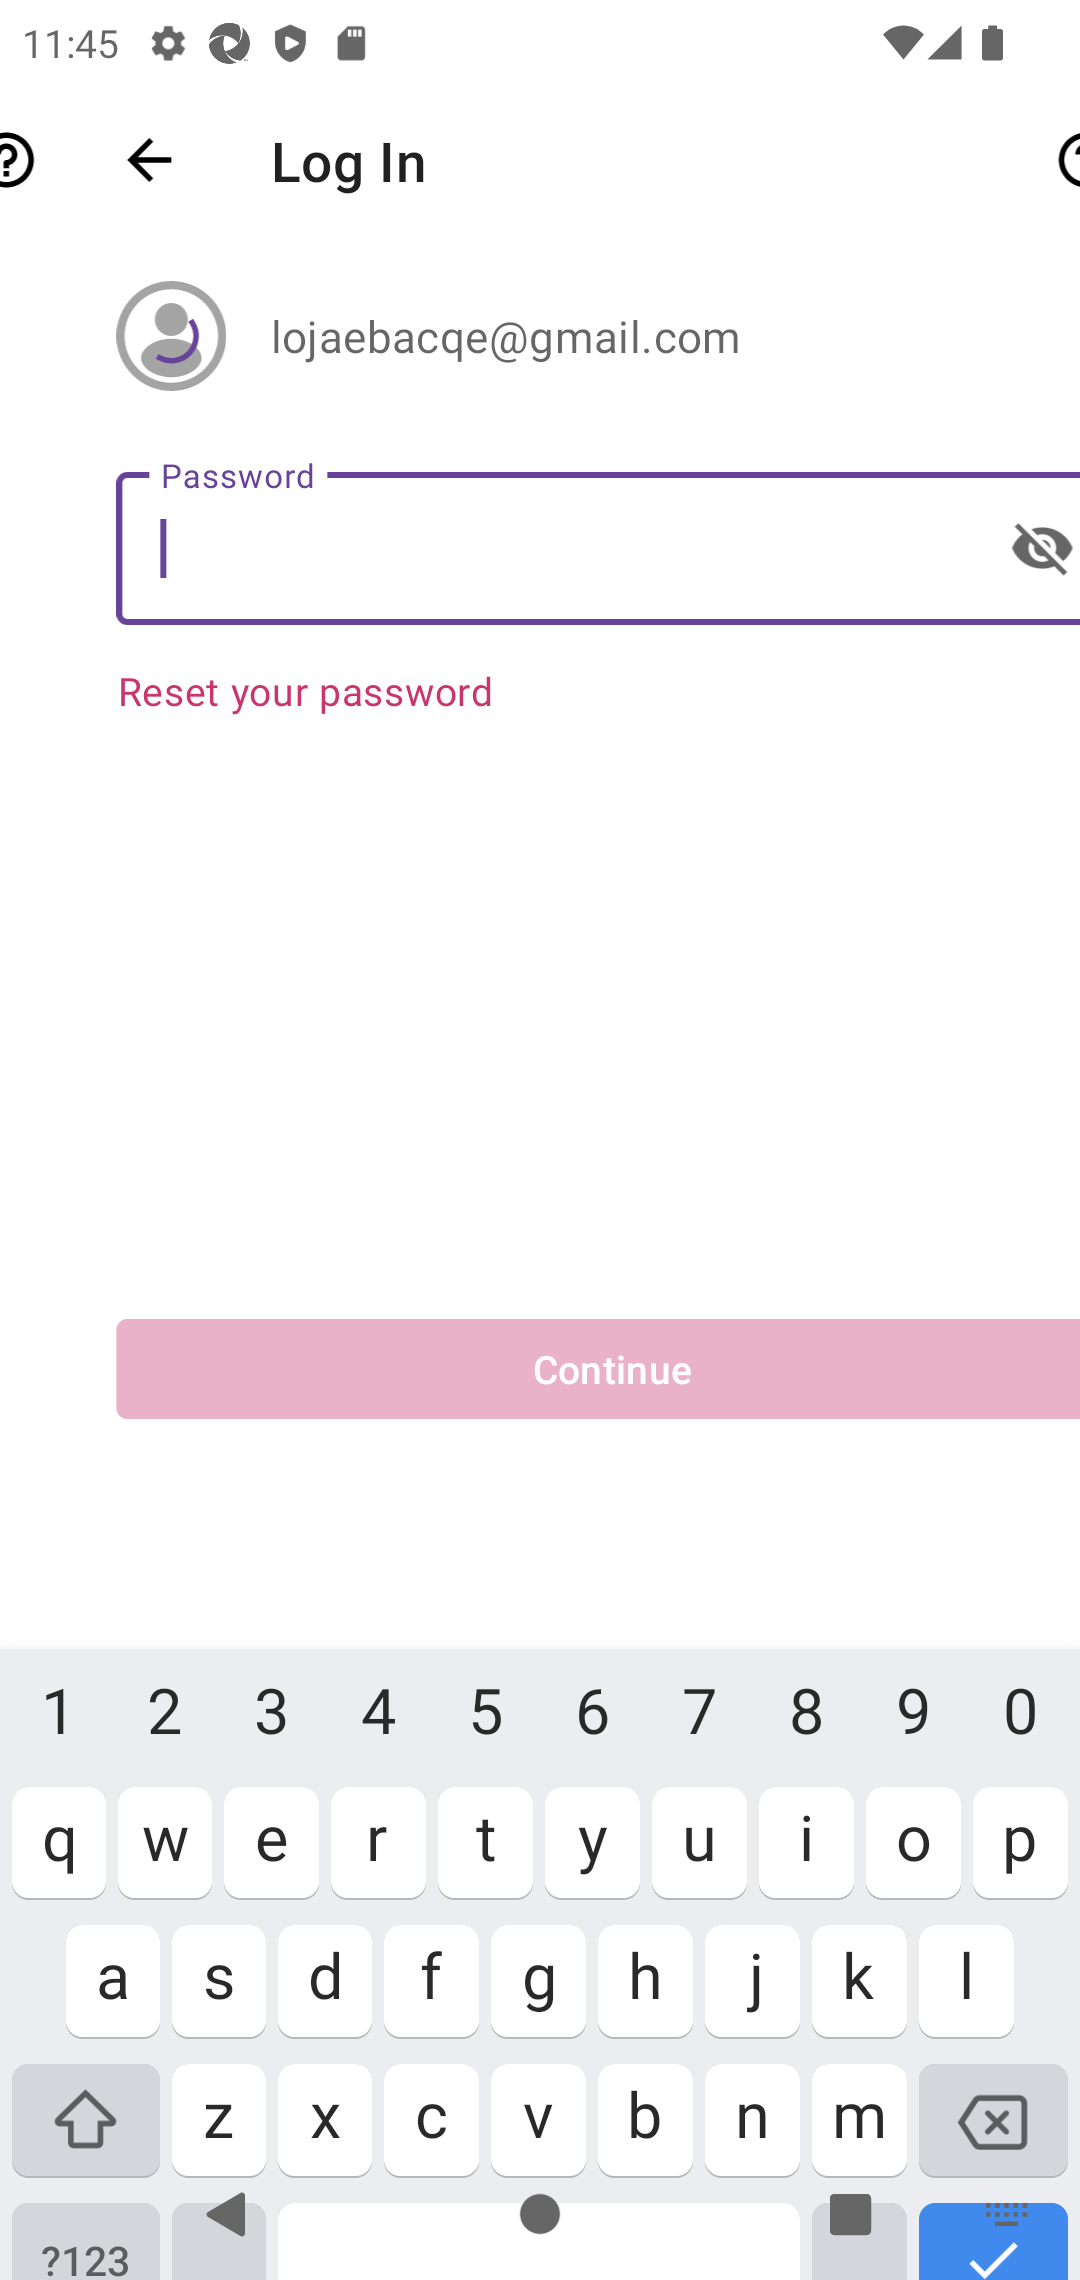 11:45
Log In
lojaebacqe@gmail.com
Password
Reset your password
Continue
1 2 3 4 5 6 7 8 9 0
q w e r t y u i o p
a s d f g h j k l
z x c v b n m
?123